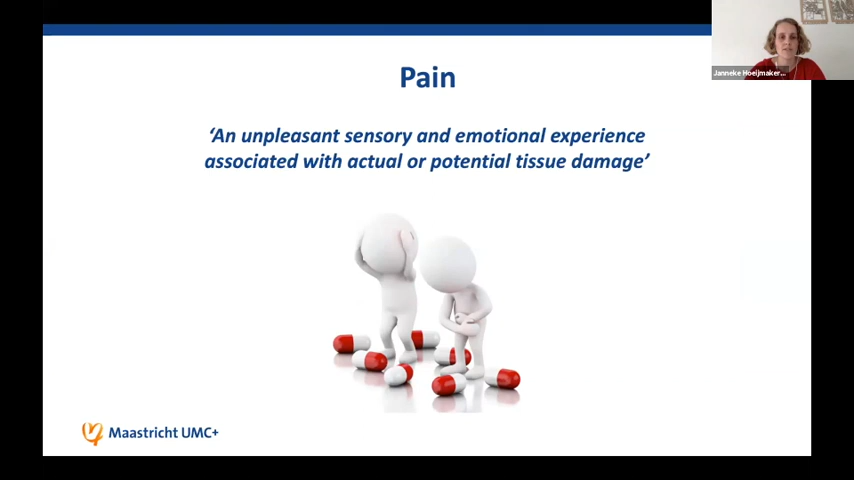 Janneke Hoeijmaker...
Pain
‘An unpleasant sensory and emotional experience
associated with actual or potential tissue damage’
Maastricht UMC+